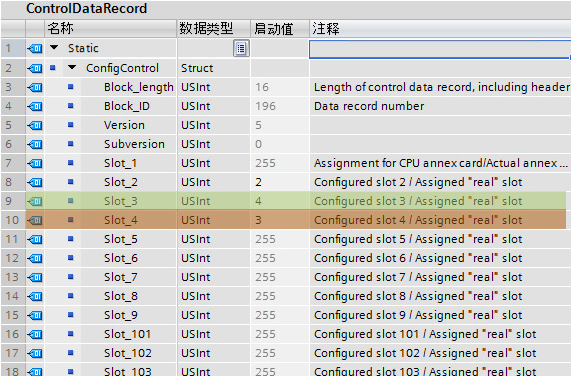 ControlDataRecord
名称 数据类型 启动值 注释
1 Static
2 ConfigControl Struct
3 Block_length USInt 16 Length of control data record, including header
4 Block_ID USInt 196 Data record number
5 Version USInt 5
6 Subversion USInt 0
7 Slot_1 USInt 255 Assignment for CPU annex card/Actual annex ...
8 Slot_2 USInt 2 Configured slot 2 / Assigned "real" slot
9 Slot_3 USInt 4 Configured slot 3 / Assigned "real" slot
10 Slot_4 USInt 3 Configured slot 4 / Assigned "real" slot
11 Slot_5 USInt 255 Configured slot 5 / Assigned "real" slot
12 Slot_6 USInt 255 Configured slot 6 / Assigned "real" slot
13 Slot_7 USInt 255 Configured slot 7 / Assigned "real" slot
14 Slot_8 USInt 255 Configured slot 8 / Assigned "real" slot
15 Slot_9 USInt 255 Configured slot 9 / Assigned "real" slot
16 Slot_101 USInt 255 Configured slot 101 / Assigned "real" slot
17 Slot_102 USInt 255 Configured slot 102 / Assigned "real" slot
18 Slot_103 USInt 255 Configured slot 103 / Assigned "real" slot